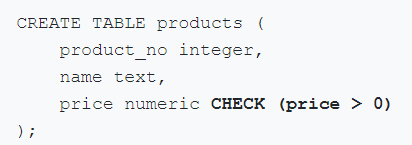 CREATE TABLE products (
    product_no integer,
    name text,
    price numeric CHECK (price > 0)
);